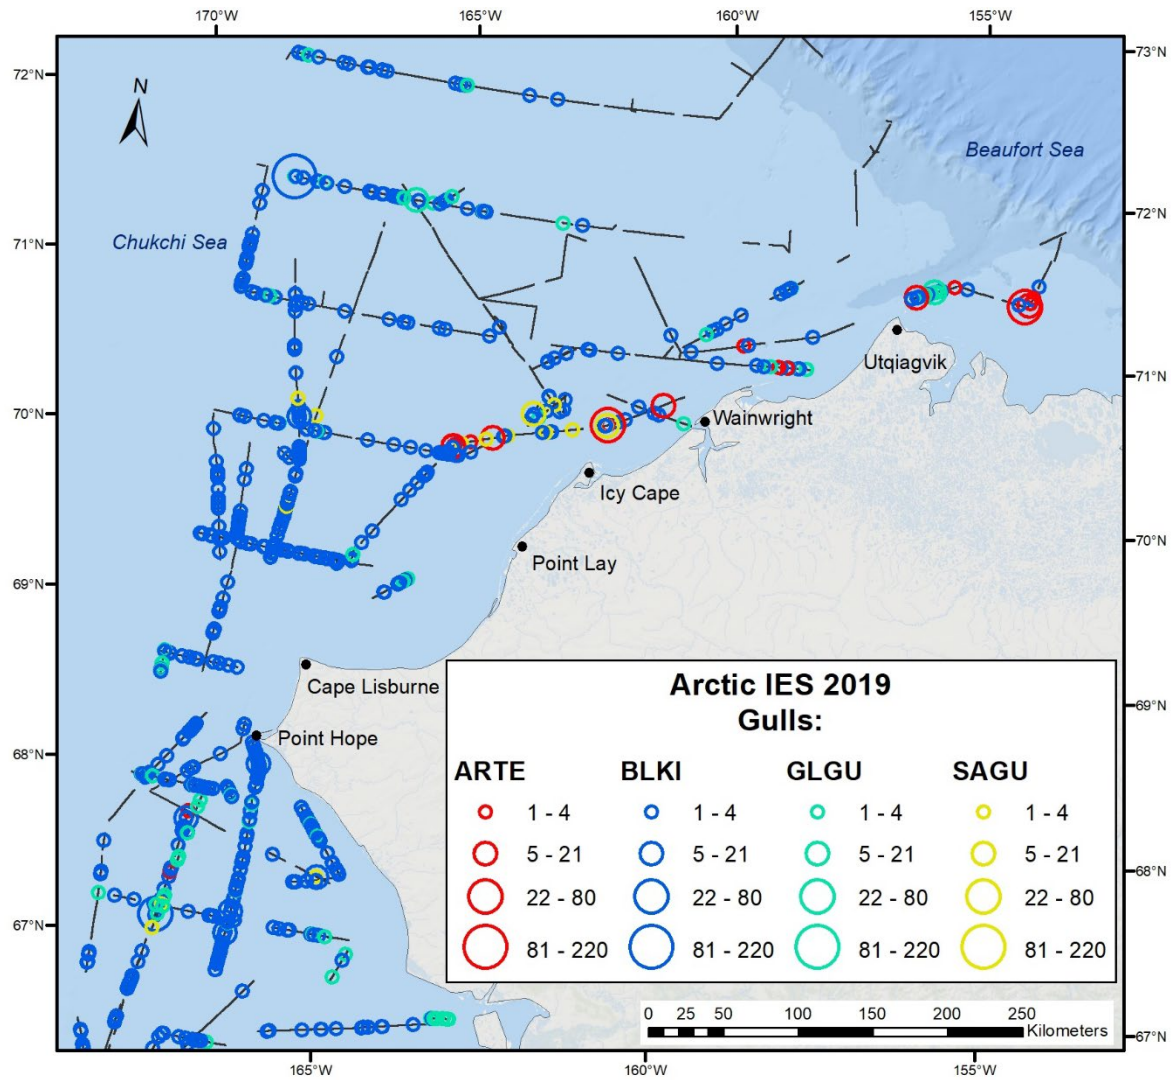 170°W 165°W 160°W 155°W
72°N 73°N
N
Beaufort Sea
72°N
71°N Chukchi Sea
71°N
Utqiagvik
70°N
Wainwright
Icy Cape
70°N
Point Lay
69°N
Cape Lisburne
Arctic IES 2019
Gulls:
69°N
Point Hope
68°N
ARTE BLKI GLGU SAGU
1 - 4 1 - 4 1 - 4 1 - 4
5 - 21 5 - 21 5 - 21 5 - 21
68°N
22 - 80 22 - 80 22 - 80 22 - 80
67°N
81 - 220 81 - 220 81 - 220 81 - 220
0 25 50 100 150 200 250
Kilometers
67°N
165°W 160°W 155°W